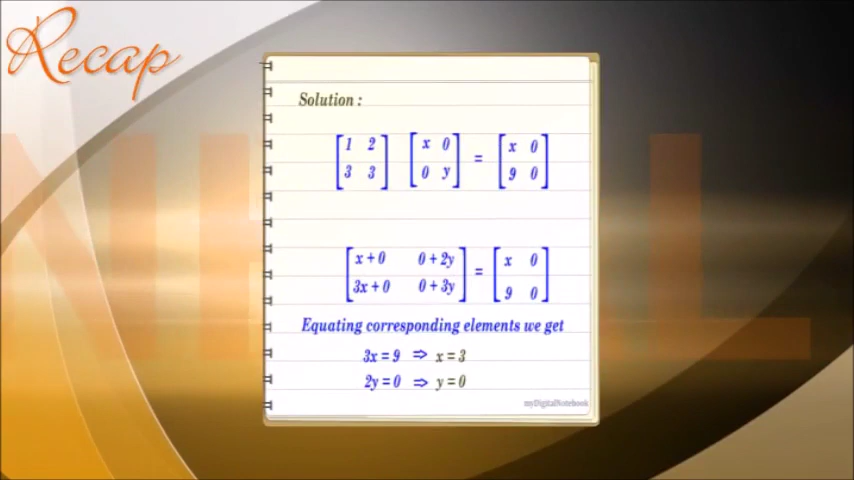 Recap
Solution :
[1 2 [x 0 = [x 0
3 3] 0 y] 9 0]
[x + 0 0 + 2y = [x 0
3x + 0 0 + 3y] 9 0]
Equating corresponding elements we get
3x = 9 ⇒ x = 3
2y = 0 ⇒ y = 0
myDigitalNotebook